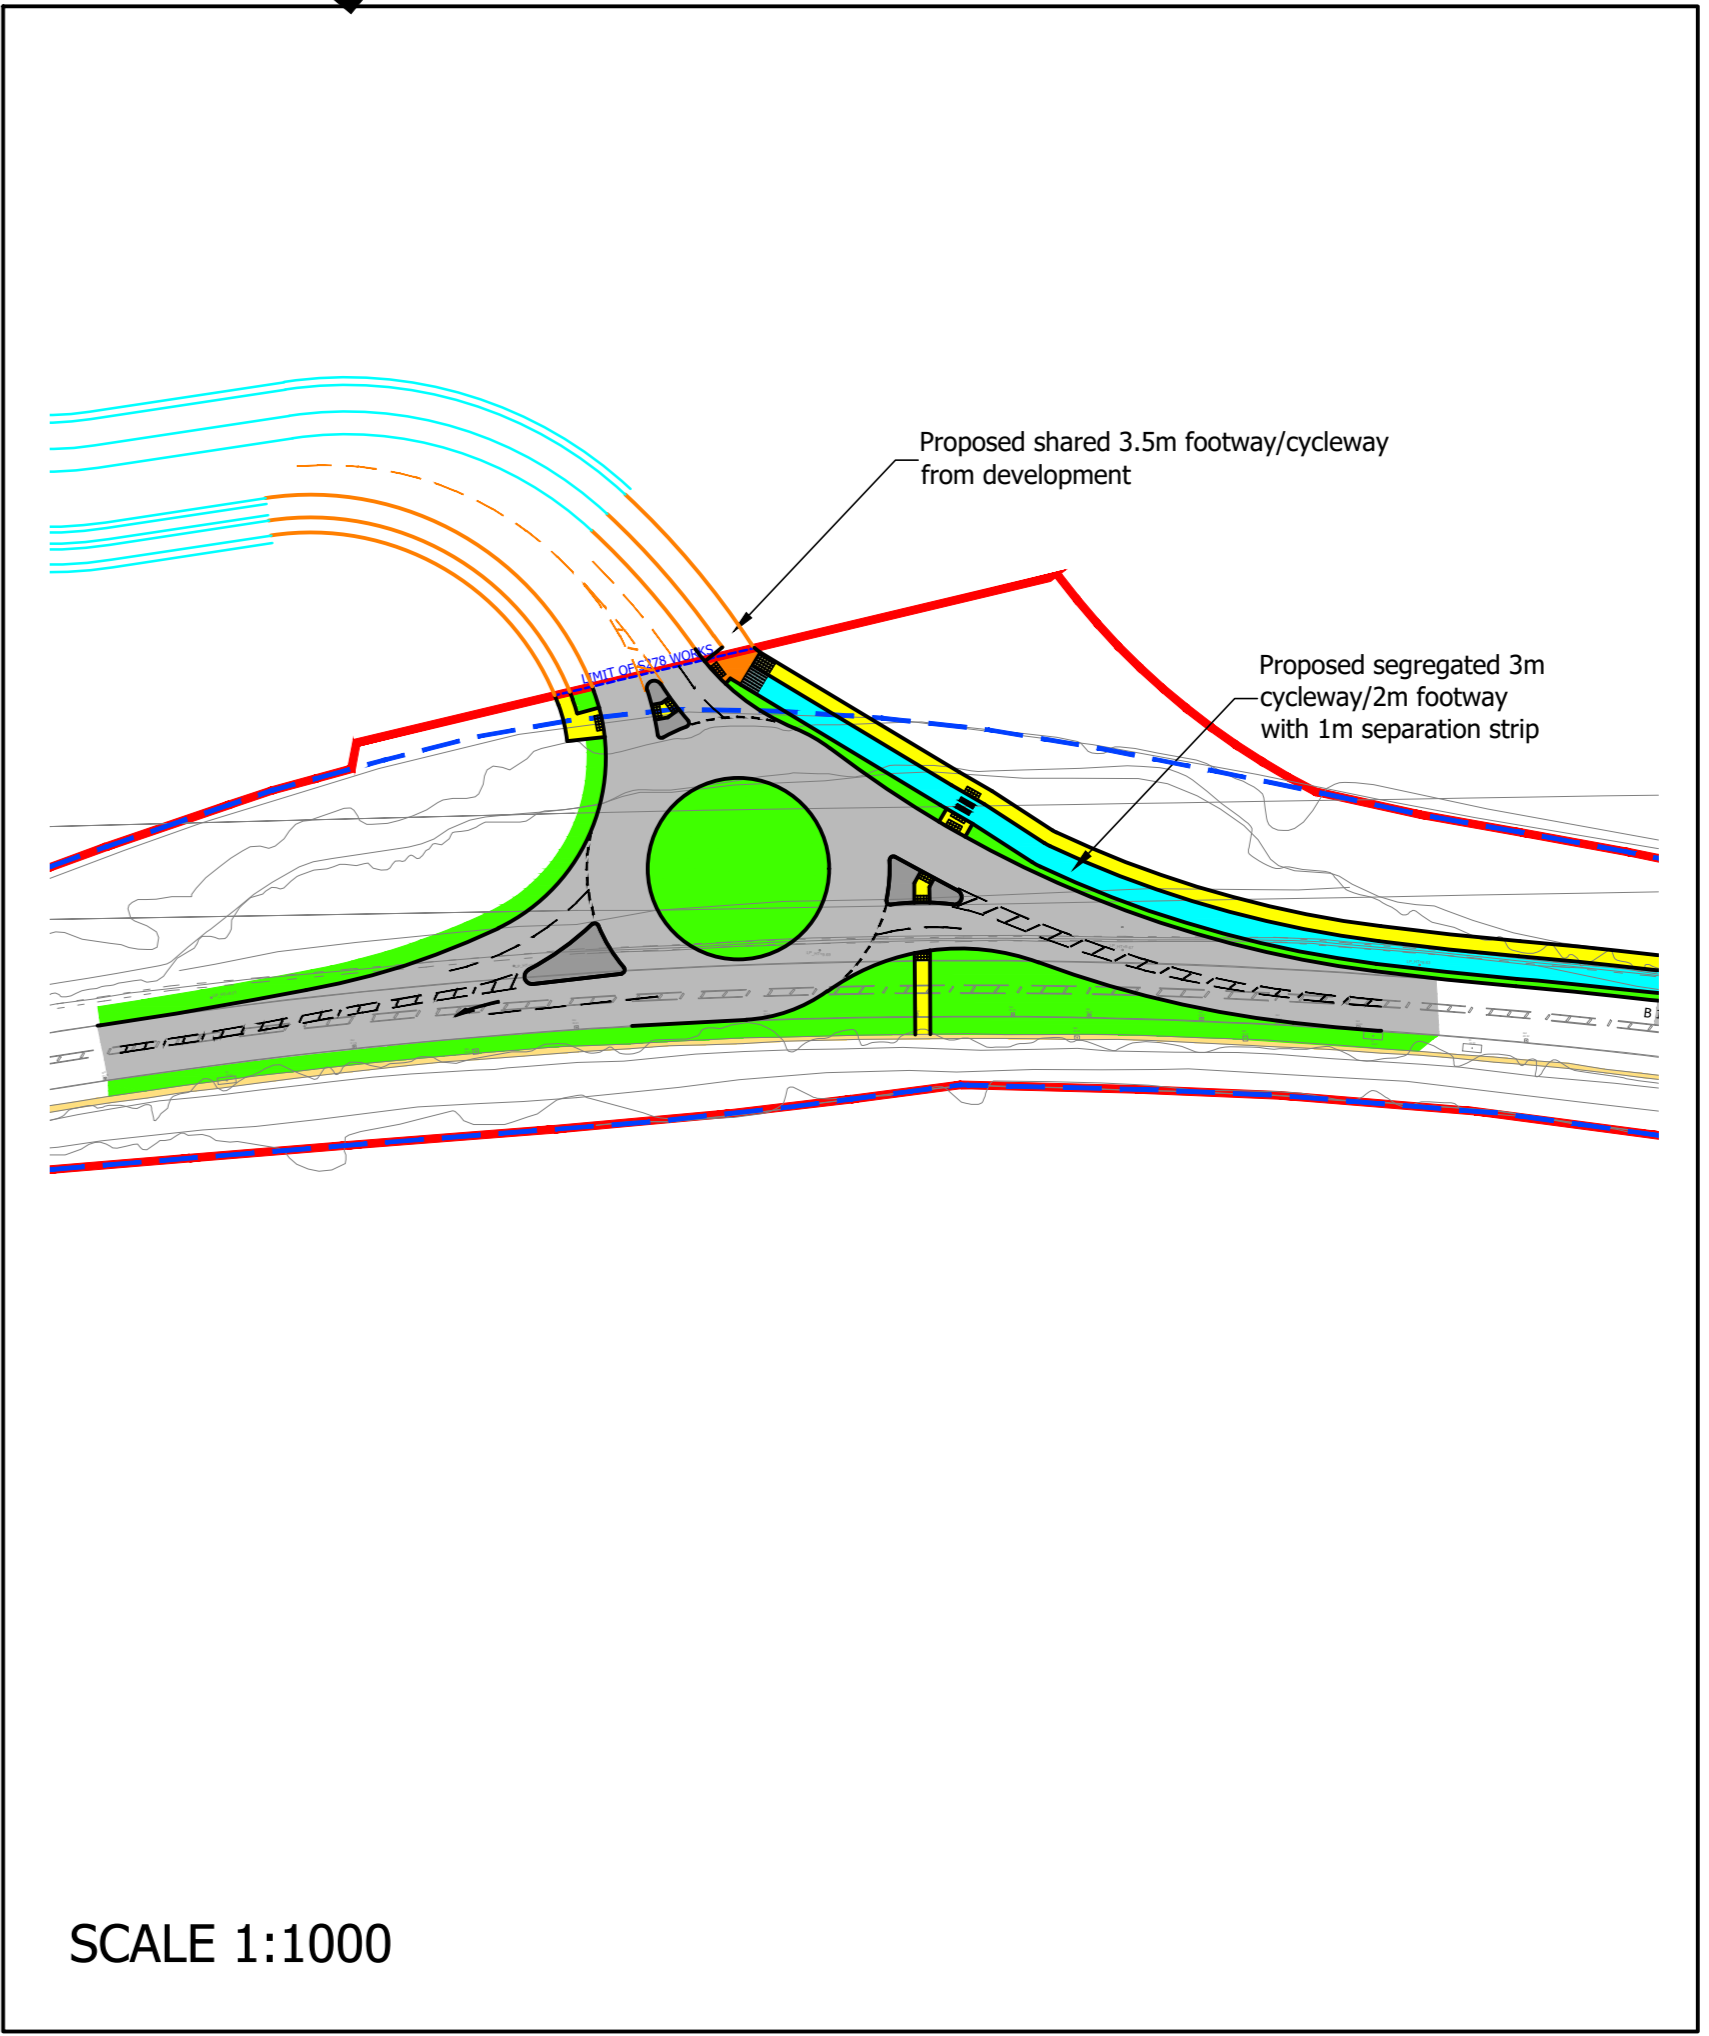 Proposed shared 3.5m footway/cycleway
from development
LIMIT OF S278 WORKS
Proposed segregated 3m
cycleway/2m footway
with 1m separation strip
B
SCALE 1:1000